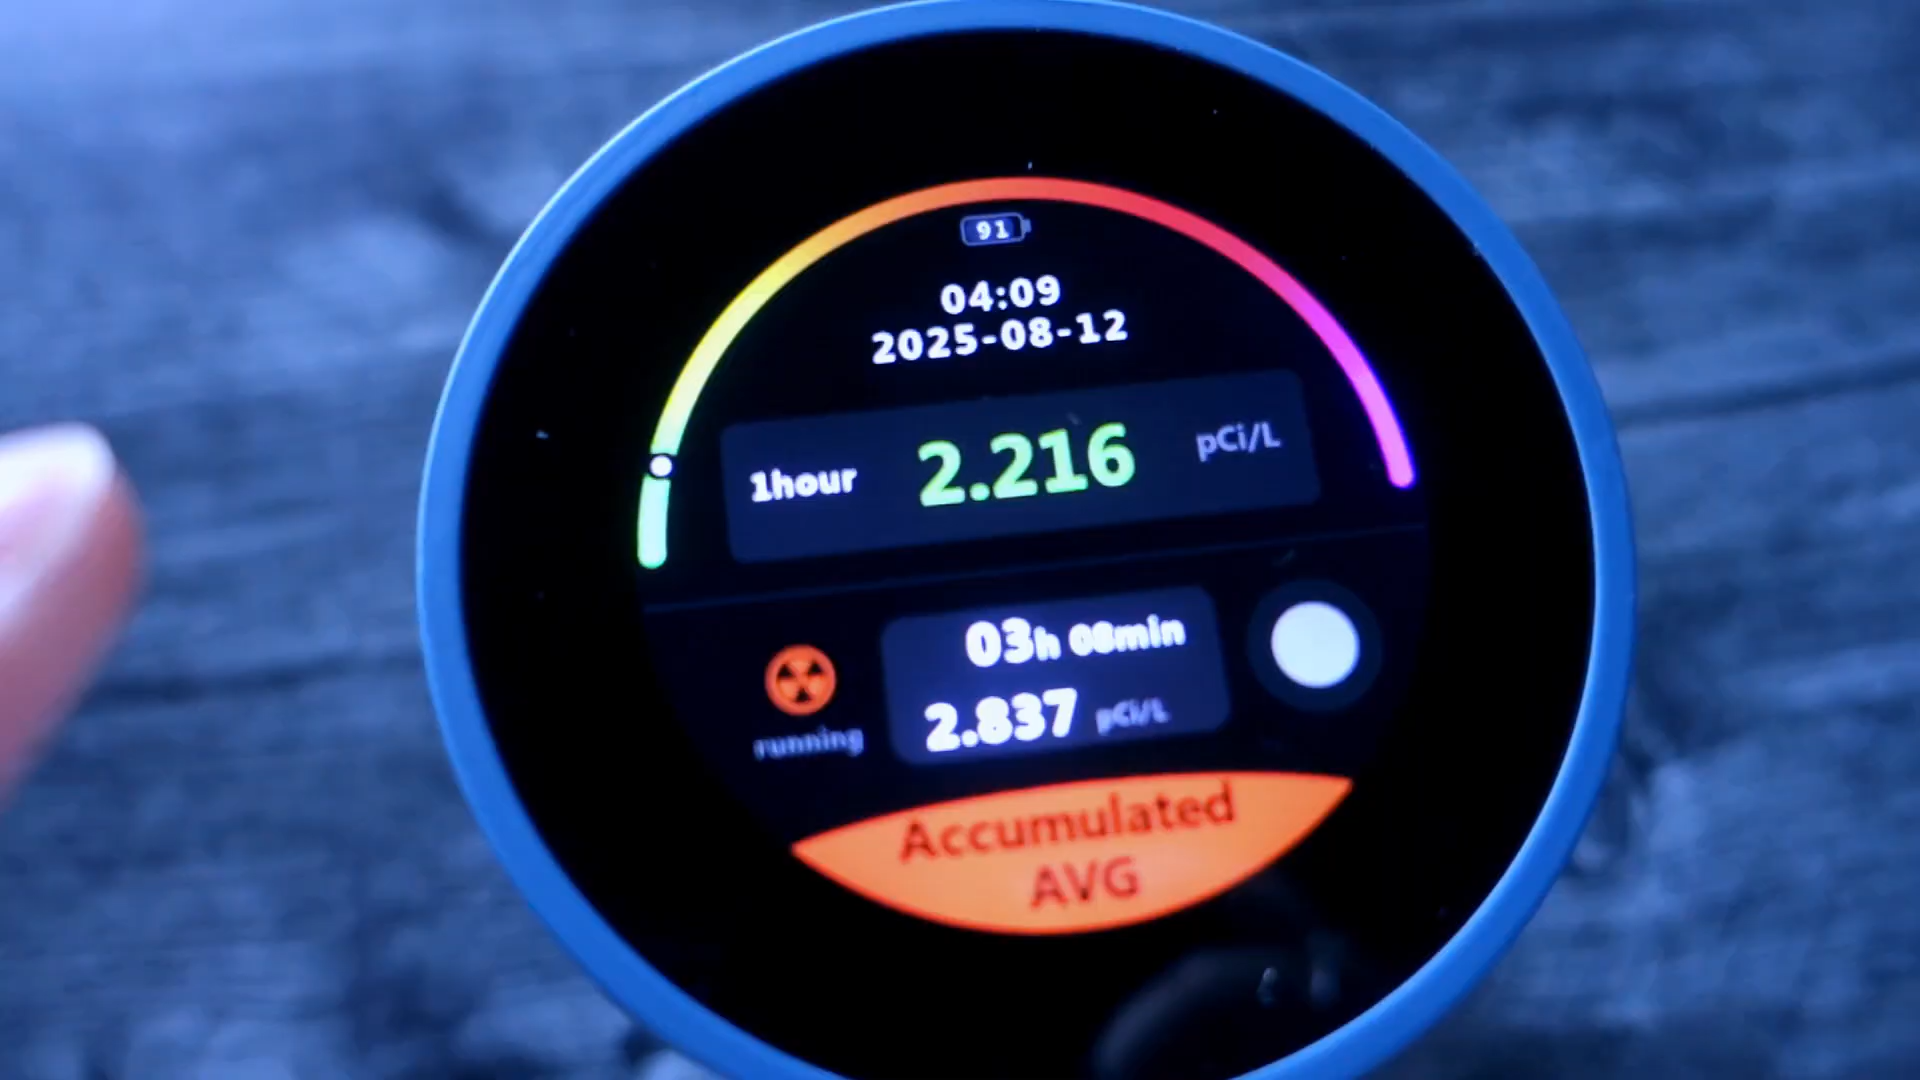 91
04:09
2025-08-12
1hour 2.216 pCi/L
03h 08min
2.837 pCi/L
running
Accumulated
AVG